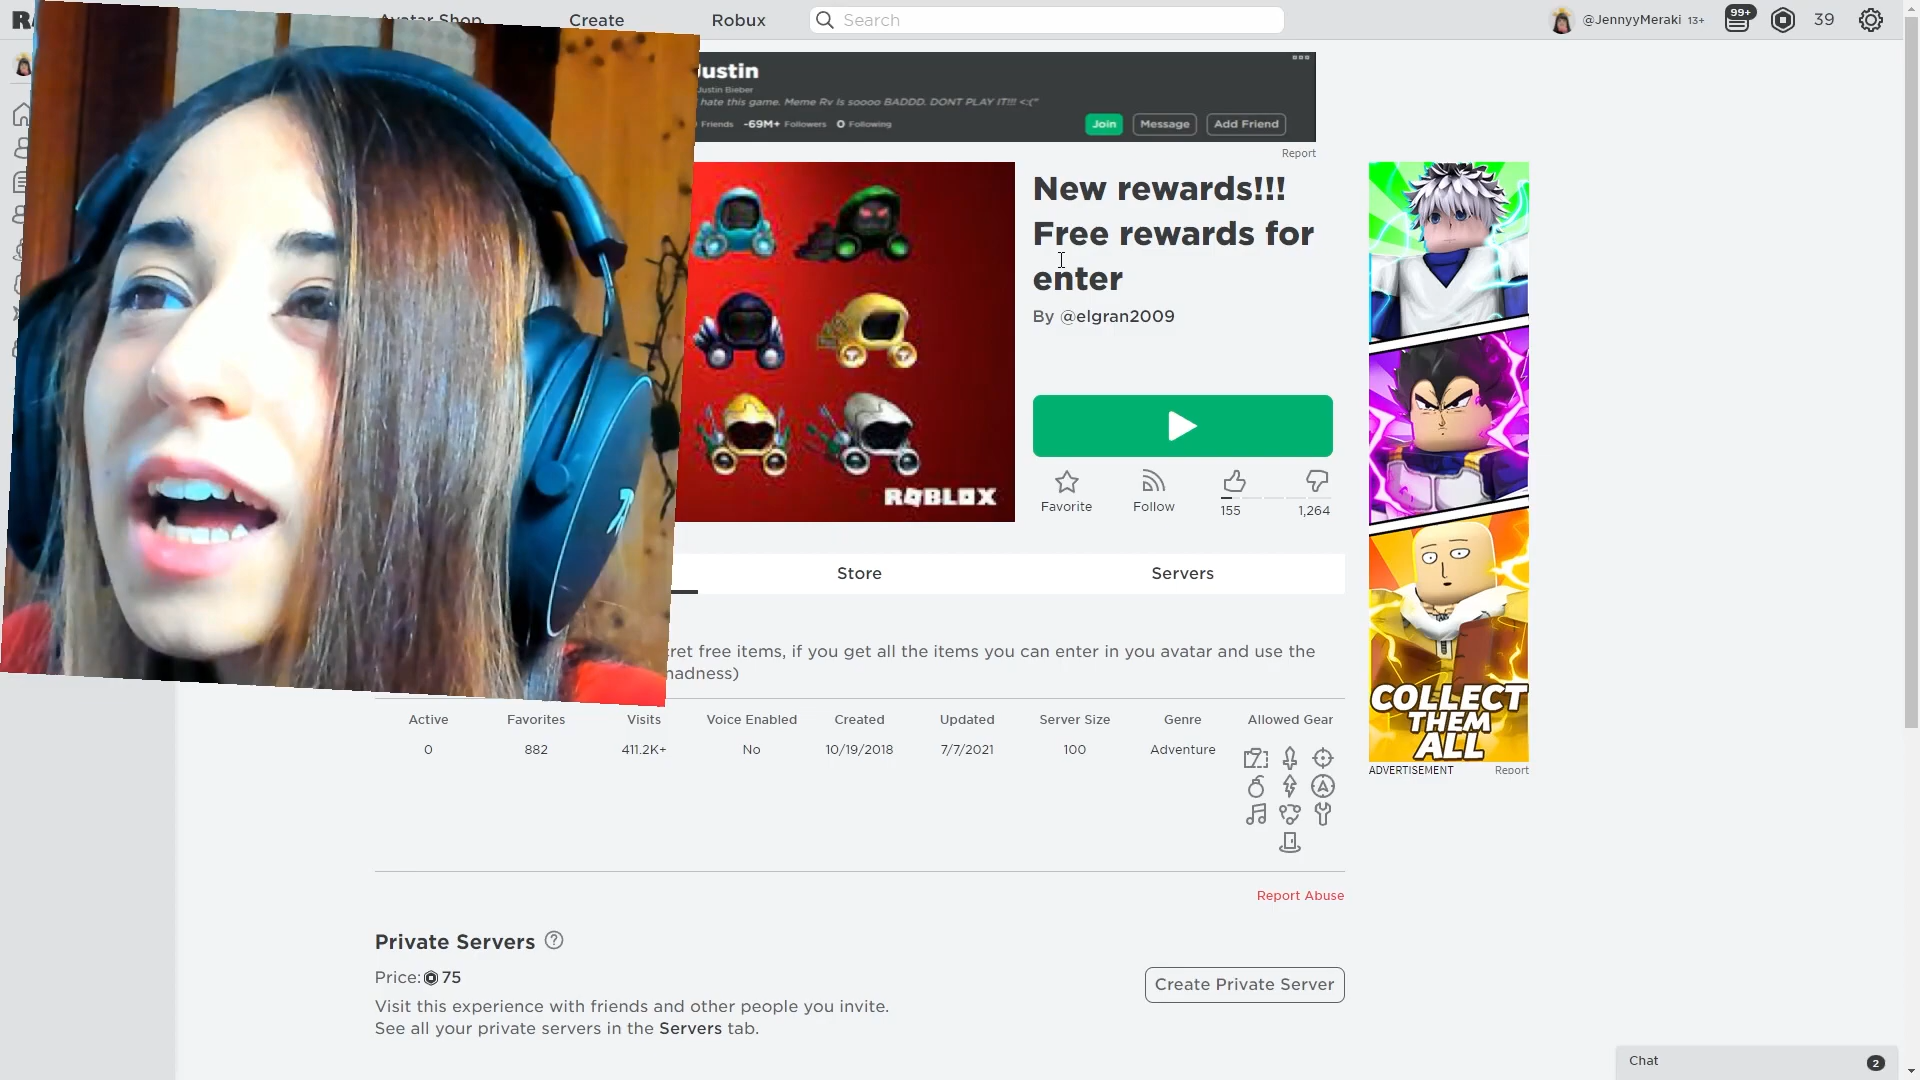 Avatar Shop
Create
Robux
Search
@JennyyMeraki 13+
99+
39
Justin
Justin Bieber
hate this game. Meme Rv Is soooo BADDD. DONT PLAY IT!!! <:("
Friends -69M+ Followers 0 Following
Join
Message
Add Friend
Report
New rewards!!!
Free rewards for
enter
By @elgran2009
ROBLOX
Favorite
Follow
155
1,264
Store
Servers
ret free items, if you get all the items you can enter in you avatar and use the
madness)
Active
Favorites
Visits
Voice Enabled
Created
Updated
Server Size
Genre
Allowed Gear
0
882
411.2K+
No
10/19/2018
7/7/2021
100
Adventure
COLLECT
THEM
ALL
ADVERTISEMENT
Report
Report Abuse
Private Servers
Price: 75
Visit this experience with friends and other people you invite.
See all your private servers in the Servers tab.
Create Private Server
Chat
2